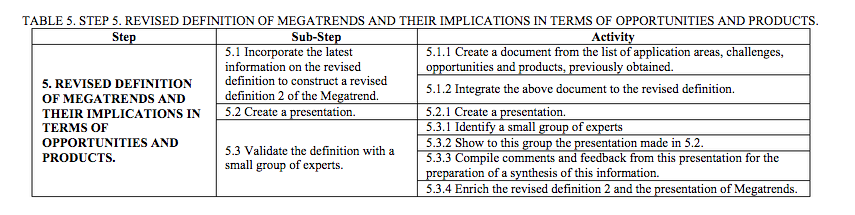 TABLE 5. STEP 5. REVISED DEFINITION OF MEGATRENDS AND THEIR IMPLICATIONS IN TERMS OF OPPORTUNITIES AND PRODUCTS.
Step
Sub-Step
Activity
5. REVISED DEFINITION
OF MEGATRENDS AND
THEIR IMPLICATIONS IN
TERMS OF
OPPORTUNITIES AND
PRODUCTS.
5.1 Incorporate the latest
information on the revised
definition to construct a revised
definition 2 of the Megatrend.
5.1.1 Create a document from the list of application areas, challenges,
opportunities and products, previously obtained.
5.1.2 Integrate the above document to the revised definition.
5.2 Create a presentation.
5.2.1 Create a presentation.
5.3 Validate the definition with a
small group of experts.
5.3.1 Identify a small group of experts
5.3.2 Show to this group the presentation made in 5.2.
5.3.3 Compile comments and feedback from this presentation for the
preparation of a synthesis of this information.
5.3.4 Enrich the revised definition 2 and the presentation of Megatrends.